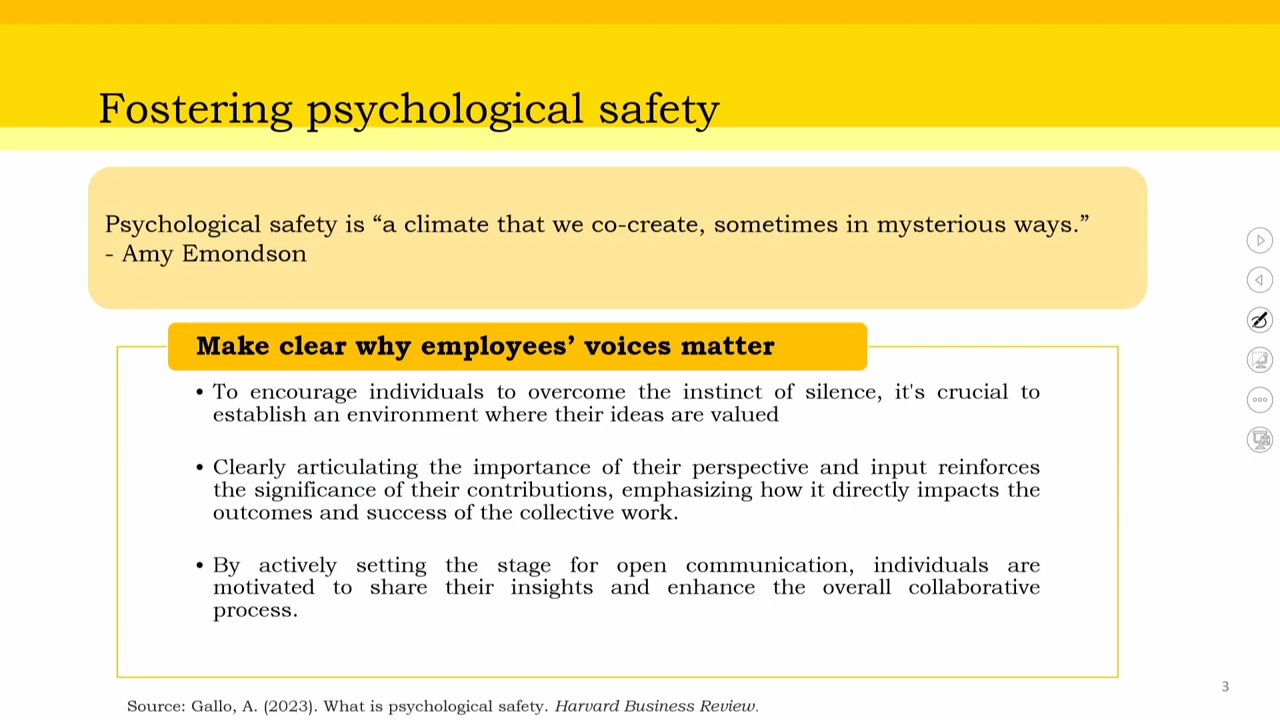 Fostering psychological safety
Psychological safety is “a climate that we co-create, sometimes in mysterious ways.”
- Amy Emondson
Make clear why employees’ voices matter
• To encourage individuals to overcome the instinct of silence, it's crucial to
establish an environment where their ideas are valued
• Clearly articulating the importance of their perspective and input reinforces
the significance of their contributions, emphasizing how it directly impacts the
outcomes and success of the collective work.
• By actively setting the stage for open communication, individuals are
motivated to share their insights and enhance the overall collaborative
process.
3
Source: Gallo, A. (2023). What is psychological safety. Harvard Business Review.